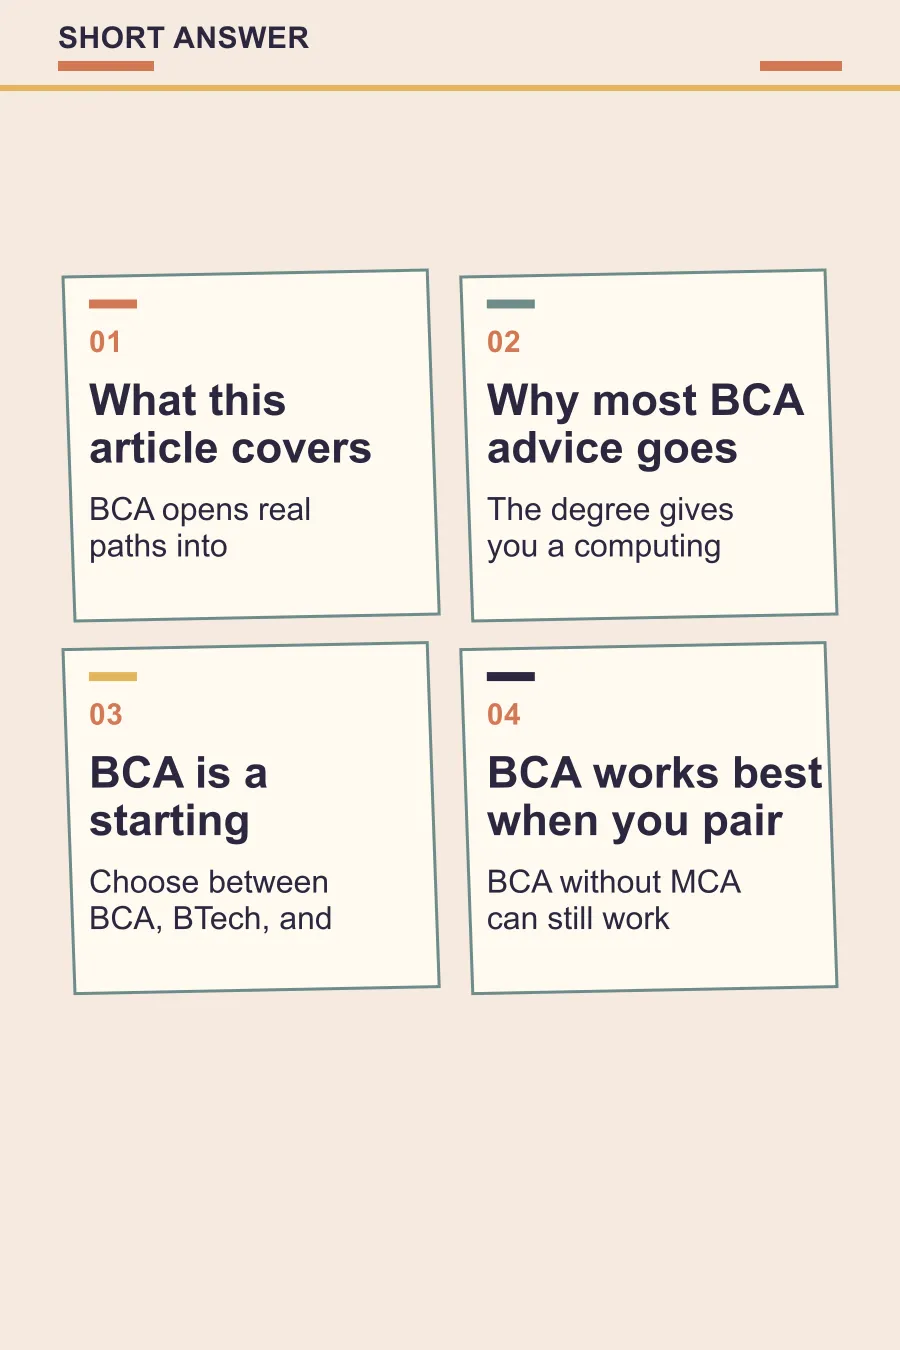 SHORT ANSWER
01
What this
article covers
BCA opens real
paths into
02
Why most BCA
advice goes
The degree gives
you a computing
03
BCA is a
starting
Choose between
BCA, BTech, and
04
BCA works best
when you pair
BCA without MCA
can still work